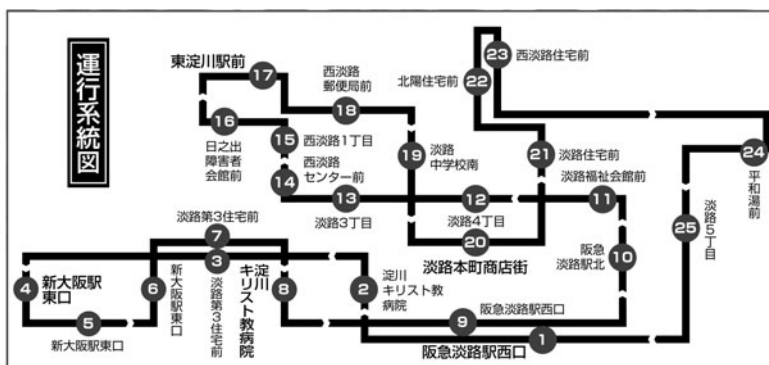 運行系統図
東淀川駅前
17
西淡路
郵便局前
18
北陽住宅前
22
23
西淡路住宅前
16
日之出
障害者
会館前
15
西淡路1丁目
西淡路
センター前
14
19
淡路
中学校南
21
淡路住宅前
24
平和湯前
淡路福祉会館前
13
淡路3丁目
12
淡路4丁目
11
20
淡路本町商店街
阪急
淡路駅北
10
25
淡路5丁目
淡路第3住宅前
7
3
淡路第3住宅前
4
新大阪駅
東口
6
新大阪駅東口
淀川
キリスト教病院
8
2
淀川
キリスト教
病院
5
新大阪駅東口
9
阪急淡路駅西口
1
阪急淡路駅西口